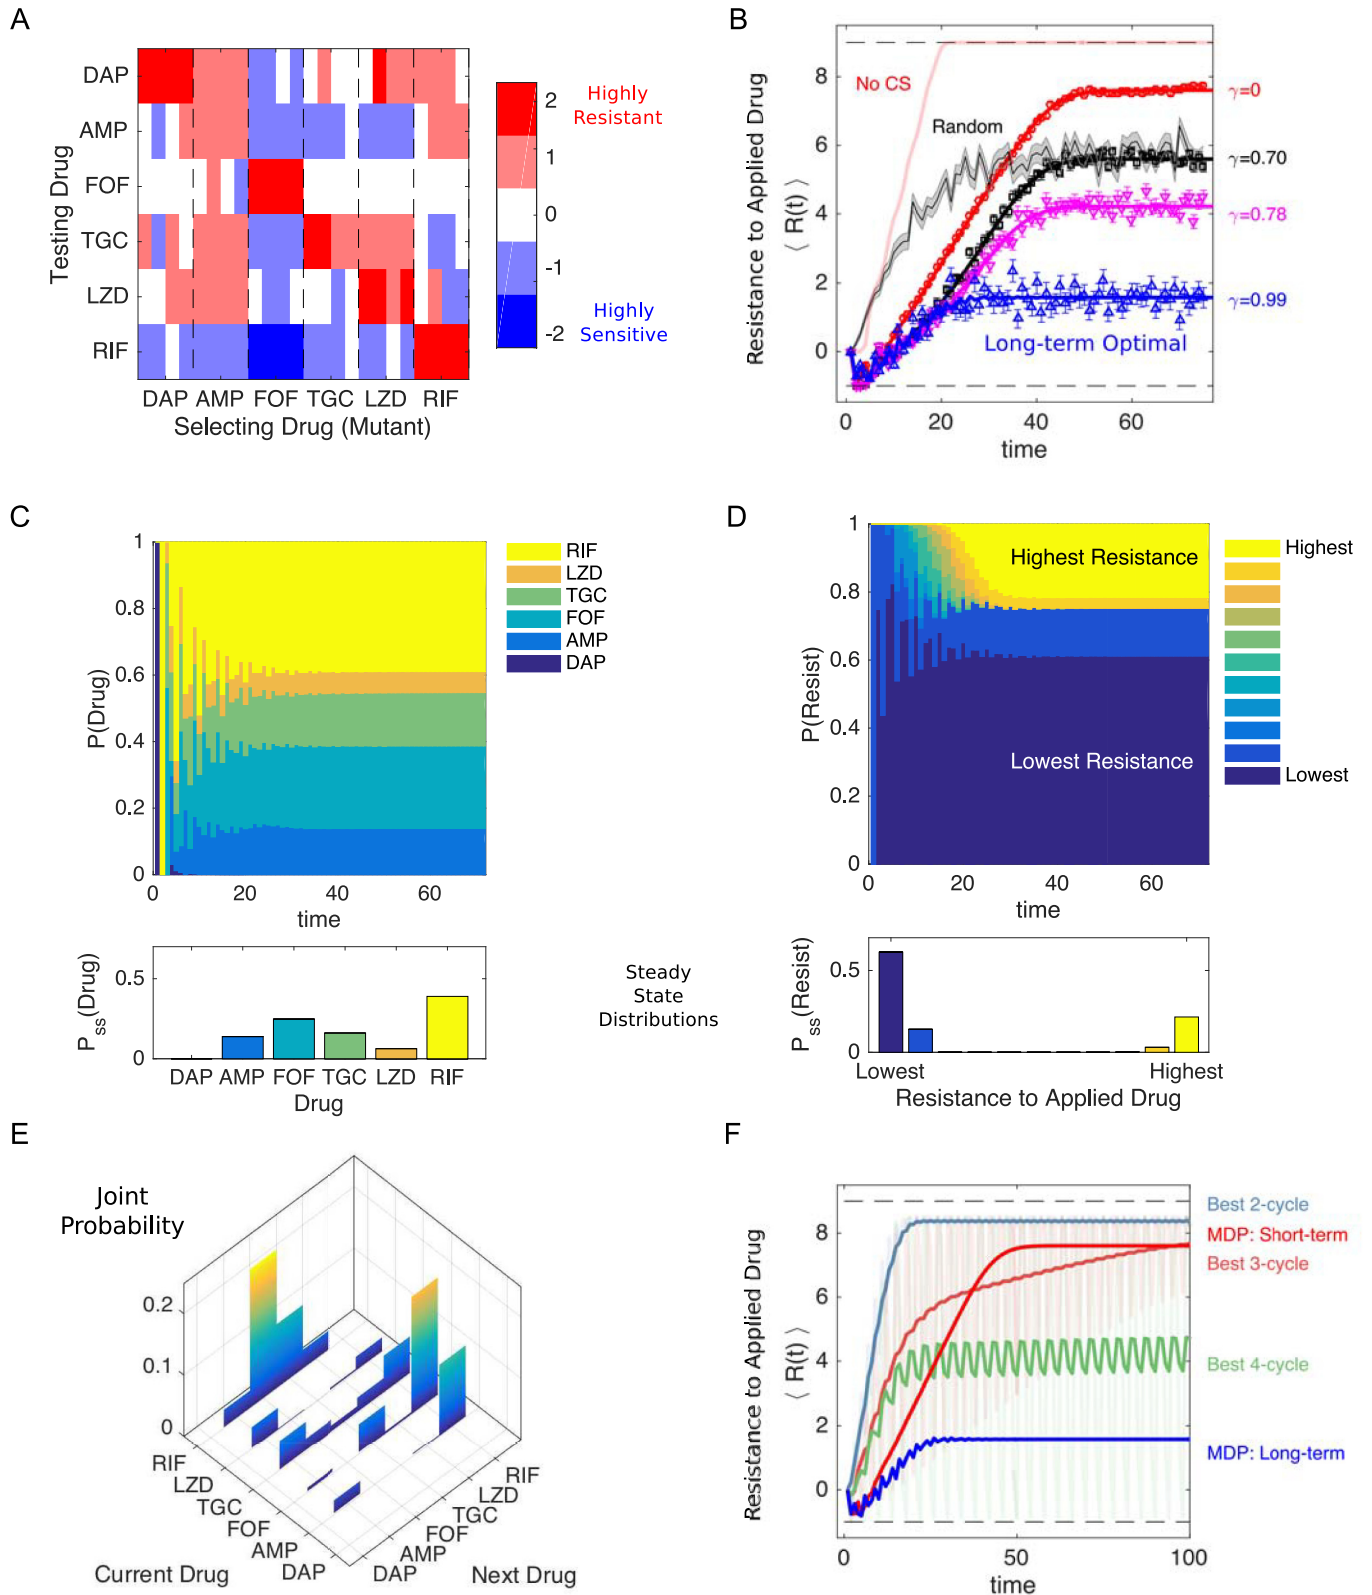 A
DAP
AMP
FOF
TGC
LZD
RIF
Testing Drug
DAP AMP FOF TGC LZD RIF
Selecting Drug (Mutant)
2
1
0
-1
-2
Highly
Resistant
Highly
Sensitive
B
Resistance to Applied Drug
⟨ R(t) ⟩
8
6
4
2
0
0 20 40 60
time
No CS
Random
Long-term Optimal
γ=0
γ=0.70
γ=0.78
γ=0.99
C
P(Drug)
1
0.8
0.6
0.4
0.2
0
0 20 40 60
time
RIF
LZD
TGC
FOF
AMP
DAP
P_ss(Drug)
0.5
0
DAP AMP FOF TGC LZD RIF
Drug
Steady
State
Distributions
D
P(Resist)
1
0.8
0.6
0.4
0.2
0
0 20 40 60
time
Highest Resistance
Lowest Resistance
Highest
Lowest
P_ss(Resist)
0.5
0
Lowest Highest
Resistance to Applied Drug
E
Joint
Probability
0.2
0.1
0
RIF
LZD
TGC
FOF
AMP
DAP
Current Drug
RIF
LZD
TGC
FOF
AMP
DAP
Next Drug
F
Resistance to Applied Drug
⟨ R(t) ⟩
8
6
4
2
0
0 50 100
time
Best 2-cycle
MDP: Short-term
Best 3-cycle
Best 4-cycle
MDP: Long-term